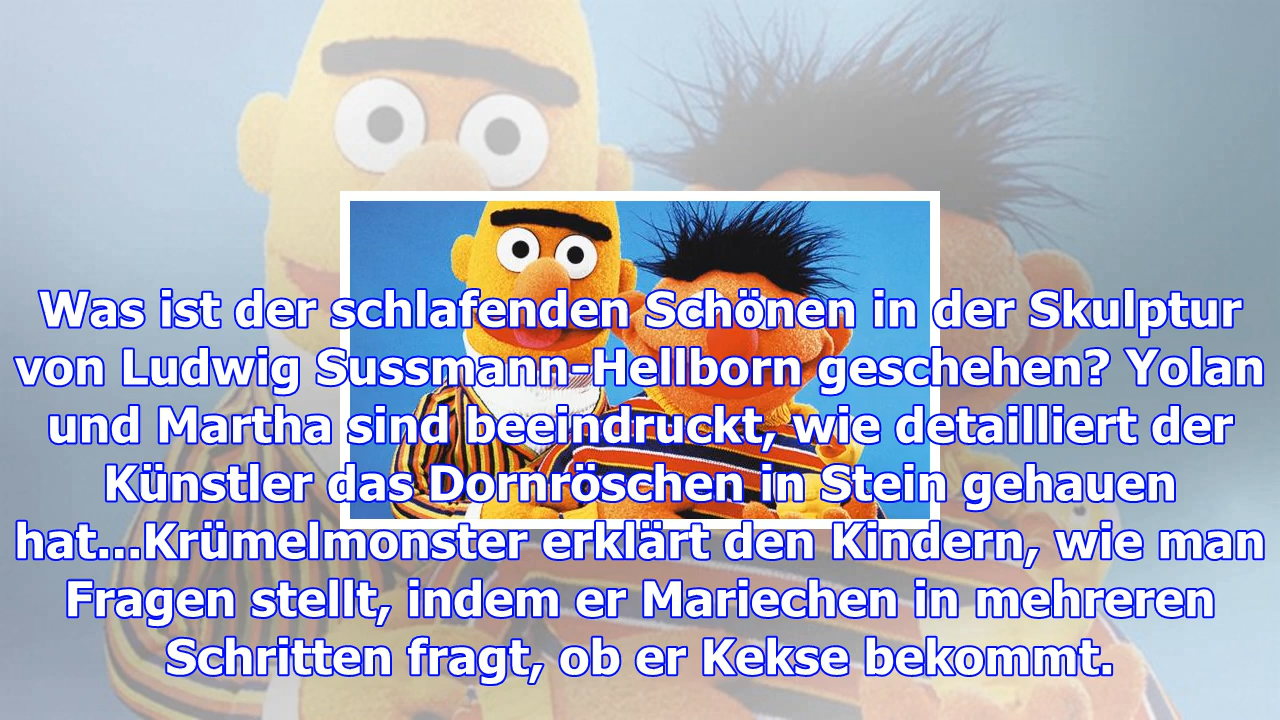 Was ist der schlafenden Schönen in der Skulptur
von Ludwig Sussmann-Hellborn geschehen? Yolan
und Martha sind beeindruckt, wie detailliert der
Künstler das Dornröschen in Stein gehauen
hat...Krümelmonster erklärt den Kindern, wie man
Fragen stellt, indem er Mariechen in mehreren
Schritten fragt, ob er Kekse bekommt.